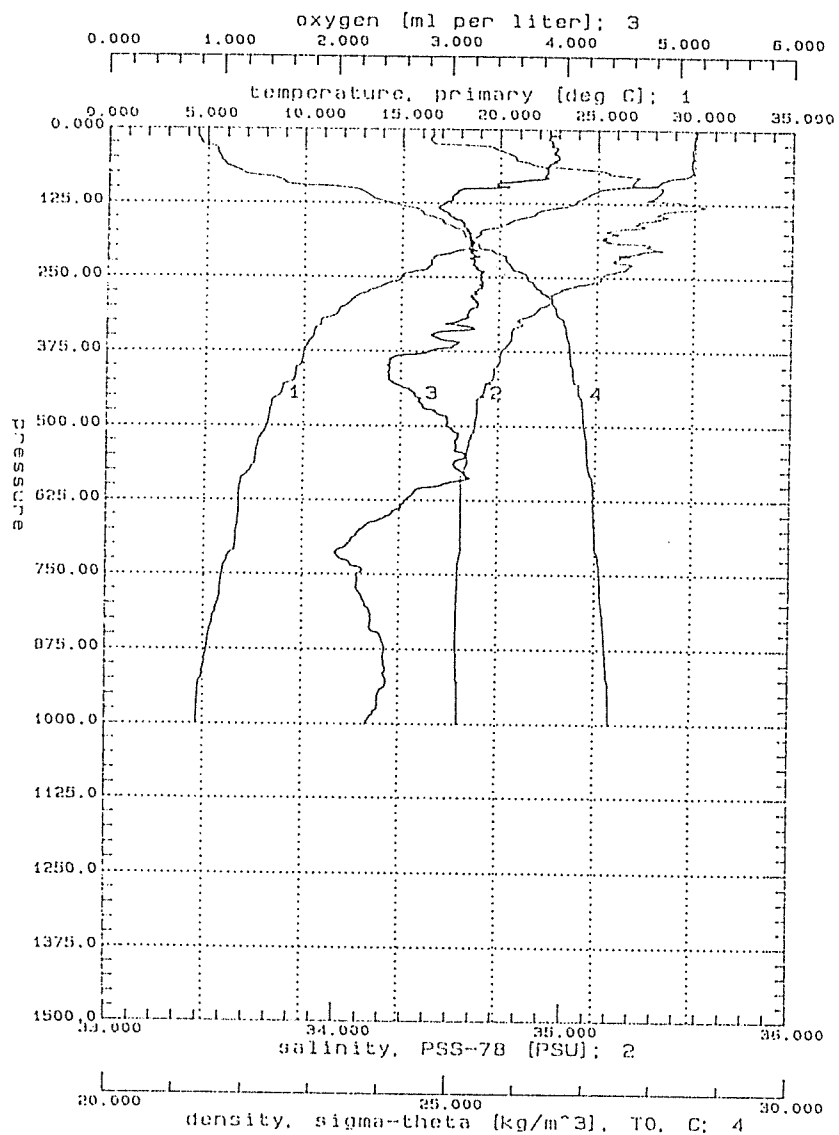 oxygen [ml per liter]; 3
0.000 1.000 2.000 3.000 4.000 5.000 6.000
temperature, primary [deg C]; 1
0.000 5.000 10.000 15.000 20.000 25.000 30.000 35.000
0.000
125.00
250.00
375.00
500.00
625.00
750.00
875.00
1000.0
1125.0
1250.0
1375.0
1500.0
pressure
1 3 2 4
33.000 34.000 35.000 36.000
salinity, PSS-78 [PSU]; 2
20.000 25.000 30.000
density, sigma-theta [kg/m^3], T0, C; 4